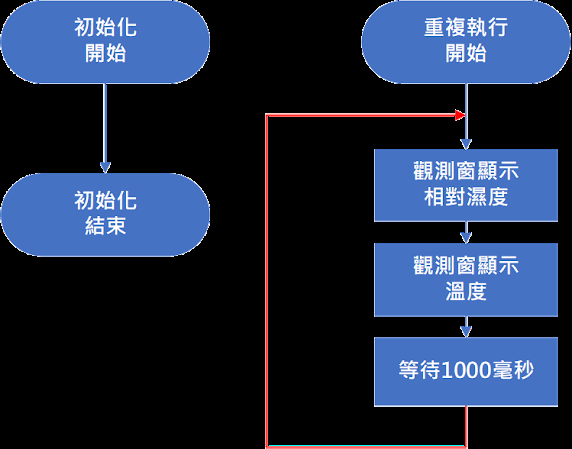 初始化
開始
初始化
結束
重複執行
開始
觀測窗顯示
相對濕度
觀測窗顯示
溫度
等待1000毫秒